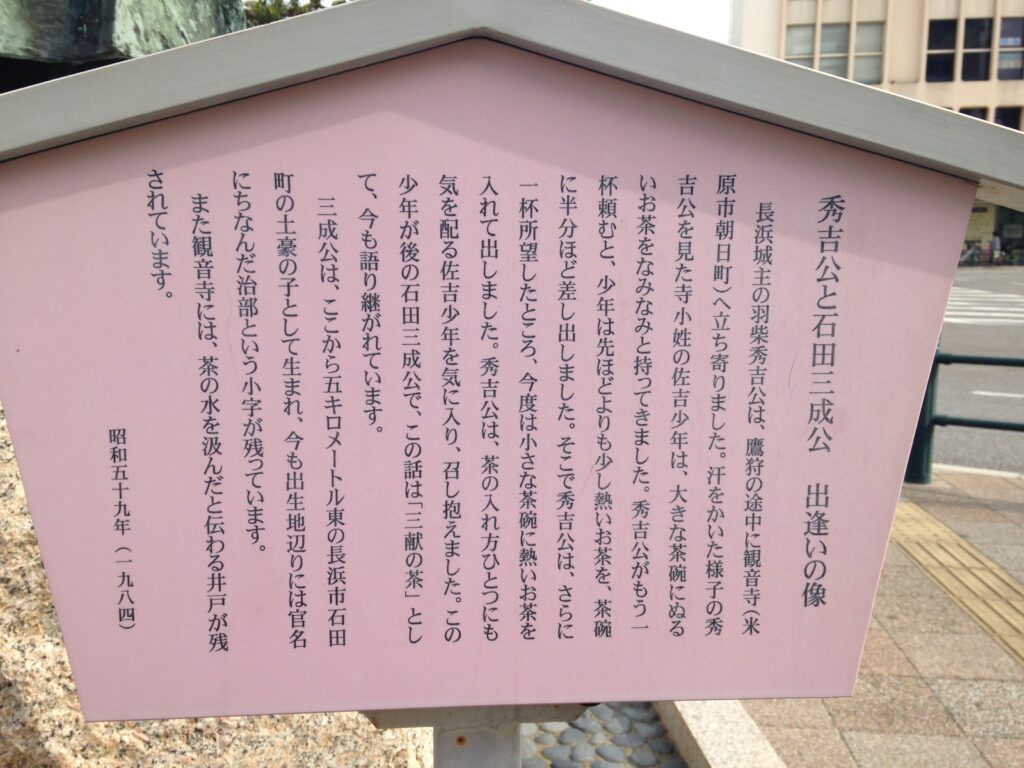 秀吉公と石田三成公　出逢いの像
長浜城主の羽柴秀吉公は、鷹狩の途中に観音寺（米
原市朝日町）へ立ち寄りました。汗をかいた様子の秀
吉公を見た寺小姓の佐吉少年は、大きな茶碗にぬる
いお茶をなみなみと持ってきました。秀吉公がもう一
杯頼むと、少年は先ほどよりも少し熱いお茶を、茶碗
に半分ほど差し出しました。そこで秀吉公は、さらに
一杯所望したところ、今度は小さな茶碗に熱いお茶を
入れて出しました。秀吉公は、茶の入れ方ひとつにも
気を配る佐吉少年を気に入り、召し抱えました。この
少年が後の石田三成公で、この話は「三献の茶」とし
て、今も語り継がれています。
三成公は、ここから五キロメートル東の長浜市石田
町の土豪の子として生まれ、今も出生地辺りには官名
にちなんだ治部という小字が残っています。
また観音寺には、茶の水を汲んだと伝わる井戸が残
されています。
昭和五十九年（一九八四）